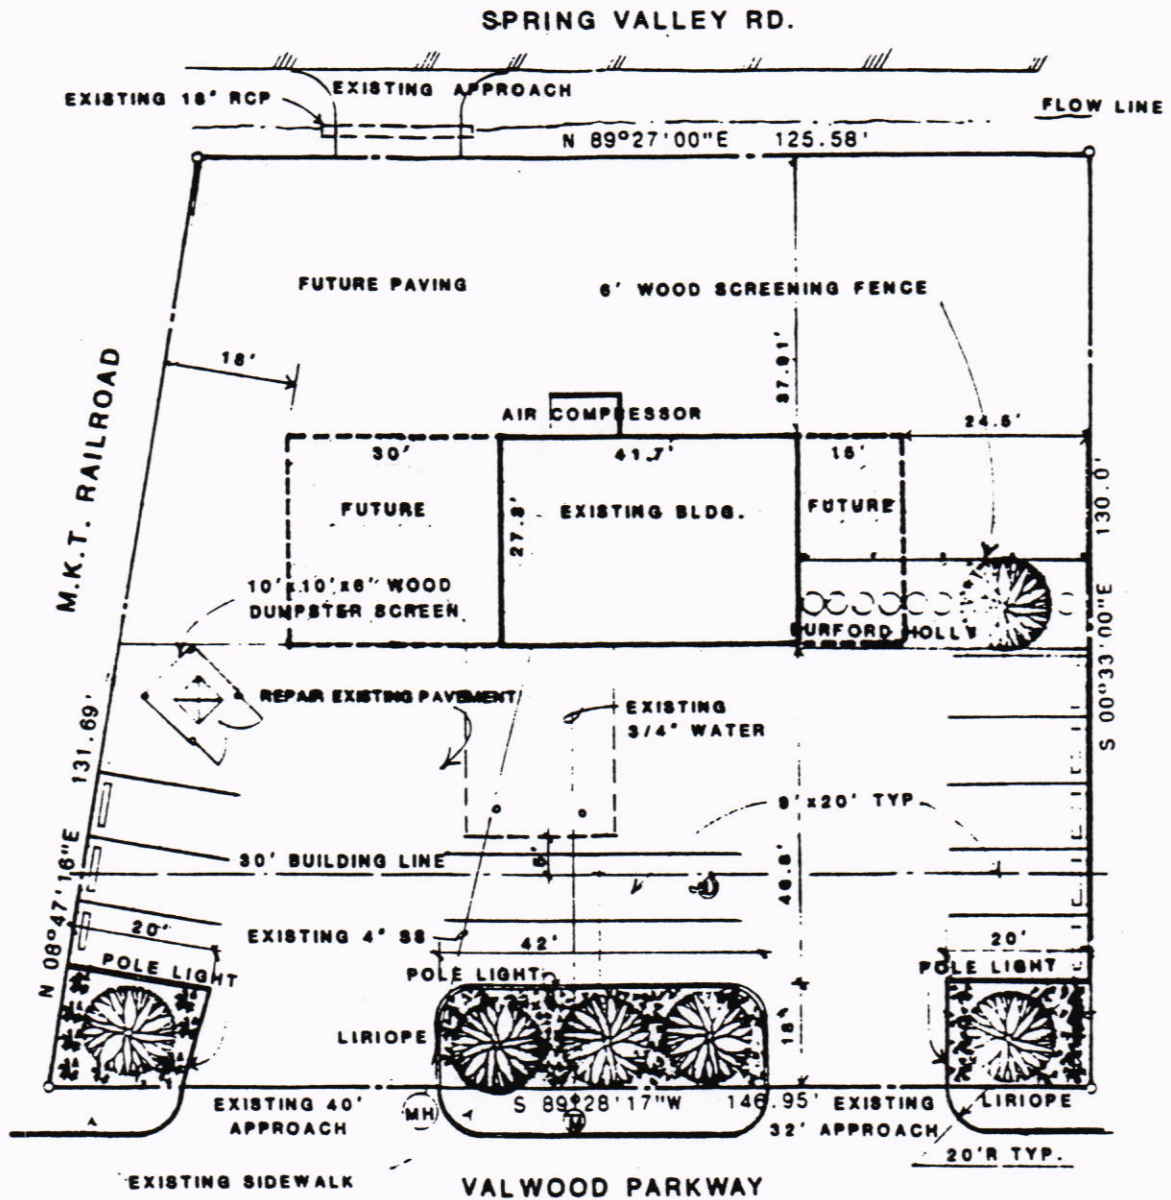 SPRING VALLEY RD.
EXISTING APPROACH
EXISTING 18" RCP
FLOW LINE
N 89°27'00"E 125.58'
FUTURE PAVING
6' WOOD SCREENING FENCE
18'
M.K.T. RAILROAD
AIR COMPRESSOR
24.5'
30'
41.7'
15'
130.0'
FUTURE
27.8'
EXISTING BLDG.
FUTURE
10'x10'x6" WOOD
DUMPSTER SCREEN
BURFORD HOLLY
S 00°33'00"E
REPAIR EXISTING PAVEMENT
EXISTING
3/4" WATER
131.69'
9'x20' TYP.
30' BUILDING LINE
5'
N 08°47'16"E
20'
EXISTING 4" SS
42'
20'
POLE LIGHT
POLE LIGHT
POLE LIGHT
LIRIOPE
18'
EXISTING 40'
APPROACH
MH
S 89°28'17"W 146.95'
M
EXISTING
32' APPROACH
LIRIOPE
20'R TYP.
EXISTING SIDEWALK
VALWOOD PARKWAY